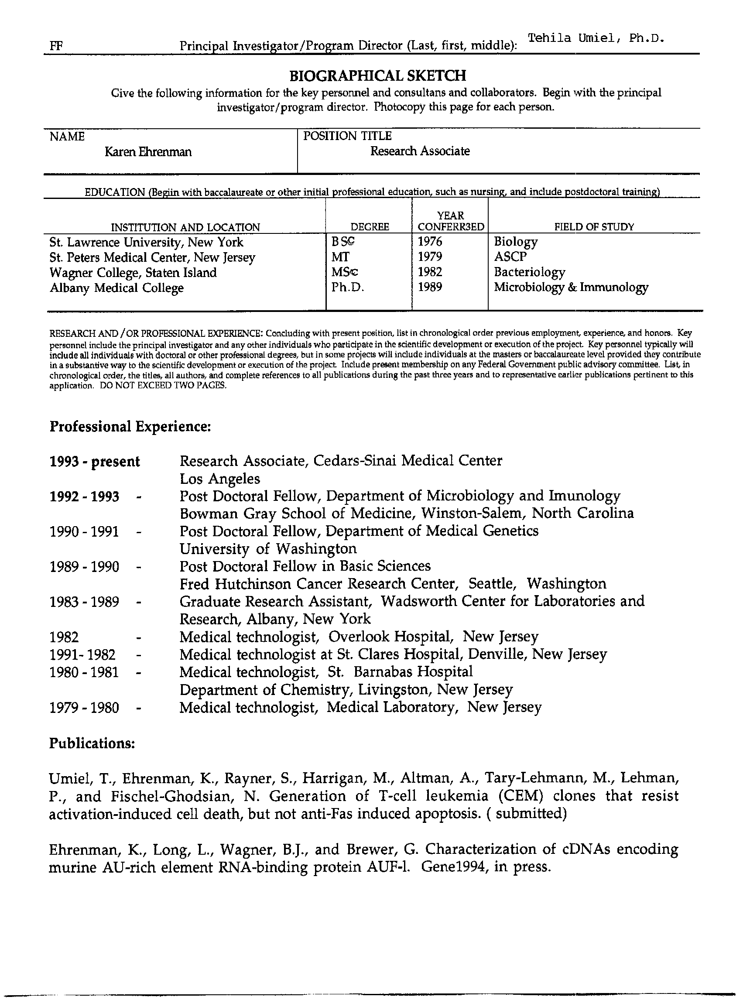 FF Principal Investigator/Program Director (Last, first, middle): Tehila Umiel, Ph.D.
BIOGRAPHICAL SKETCH
Give the following information for the key personnel and consultans and collaborators. Begin with the principal
investigator/program director. Photocopy this page for each person.
NAME POSITION TITLE
Karen Ehrenman Research Associate
EDUCATION (Begiin with baccalaureate or other initial professional education, such as nursing, and include postdoctoral training)
YEAR
INSTITUTION AND LOCATION DEGREE CONFERR3ED FIELD OF STUDY
St. Lawrence University, New York BSC 1976 Biology
St. Peters Medical Center, New Jersey MT 1979 ASCP
Wagner College, Staten Island MSc 1982 Bacteriology
Albany Medical College Ph.D. 1989 Microbiology & Immunology
RESEARCH AND/OR PROFESSIONAL EXPERIENCE: Concluding with present position, list in chronological order previous employment, experience, and honors. Key
personnel include the principal investigator and any other individuals who participate in the scientific development or execution of the project. Key personnel typically will
include all individuals with doctoral or other professional degrees, but in some projects will include individuals at the masters or baccalaureate level provided they contribute
in a substantive way to the scientific development or execution of the project. Include present membership on any Federal Government public advisory committee. List, in
chronological order, the titles, all authors, and complete references to all publications during the past three years and to representative earlier publications pertinent to this
application. DO NOT EXCEED TWO PAGES.
Professional Experience:
1993 - present Research Associate, Cedars-Sinai Medical Center
Los Angeles
1992 - 1993 - Post Doctoral Fellow, Department of Microbiology and Imunology
Bowman Gray School of Medicine, Winston-Salem, North Carolina
1990 - 1991 - Post Doctoral Fellow, Department of Medical Genetics
University of Washington
1989 - 1990 - Post Doctoral Fellow in Basic Sciences
Fred Hutchinson Cancer Research Center, Seattle, Washington
1983 - 1989 - Graduate Research Assistant, Wadsworth Center for Laboratories and
Research, Albany, New York
1982 - Medical technologist, Overlook Hospital, New Jersey
1991- 1982 - Medical technologist at St. Clares Hospital, Denville, New Jersey
1980 - 1981 - Medical technologist, St. Barnabas Hospital
Department of Chemistry, Livingston, New Jersey
1979 - 1980 - Medical technologist, Medical Laboratory, New Jersey
Publications:
Umiel, T., Ehrenman, K., Rayner, S., Harrigan, M., Altman, A., Tary-Lehmann, M., Lehman,
P., and Fischel-Ghodsian, N. Generation of T-cell leukemia (CEM) clones that resist
activation-induced cell death, but not anti-Fas induced apoptosis. ( submitted)
Ehrenman, K., Long, L., Wagner, B.J., and Brewer, G. Characterization of cDNAs encoding
murine AU-rich element RNA-binding protein AUF-l. Gene1994, in press.